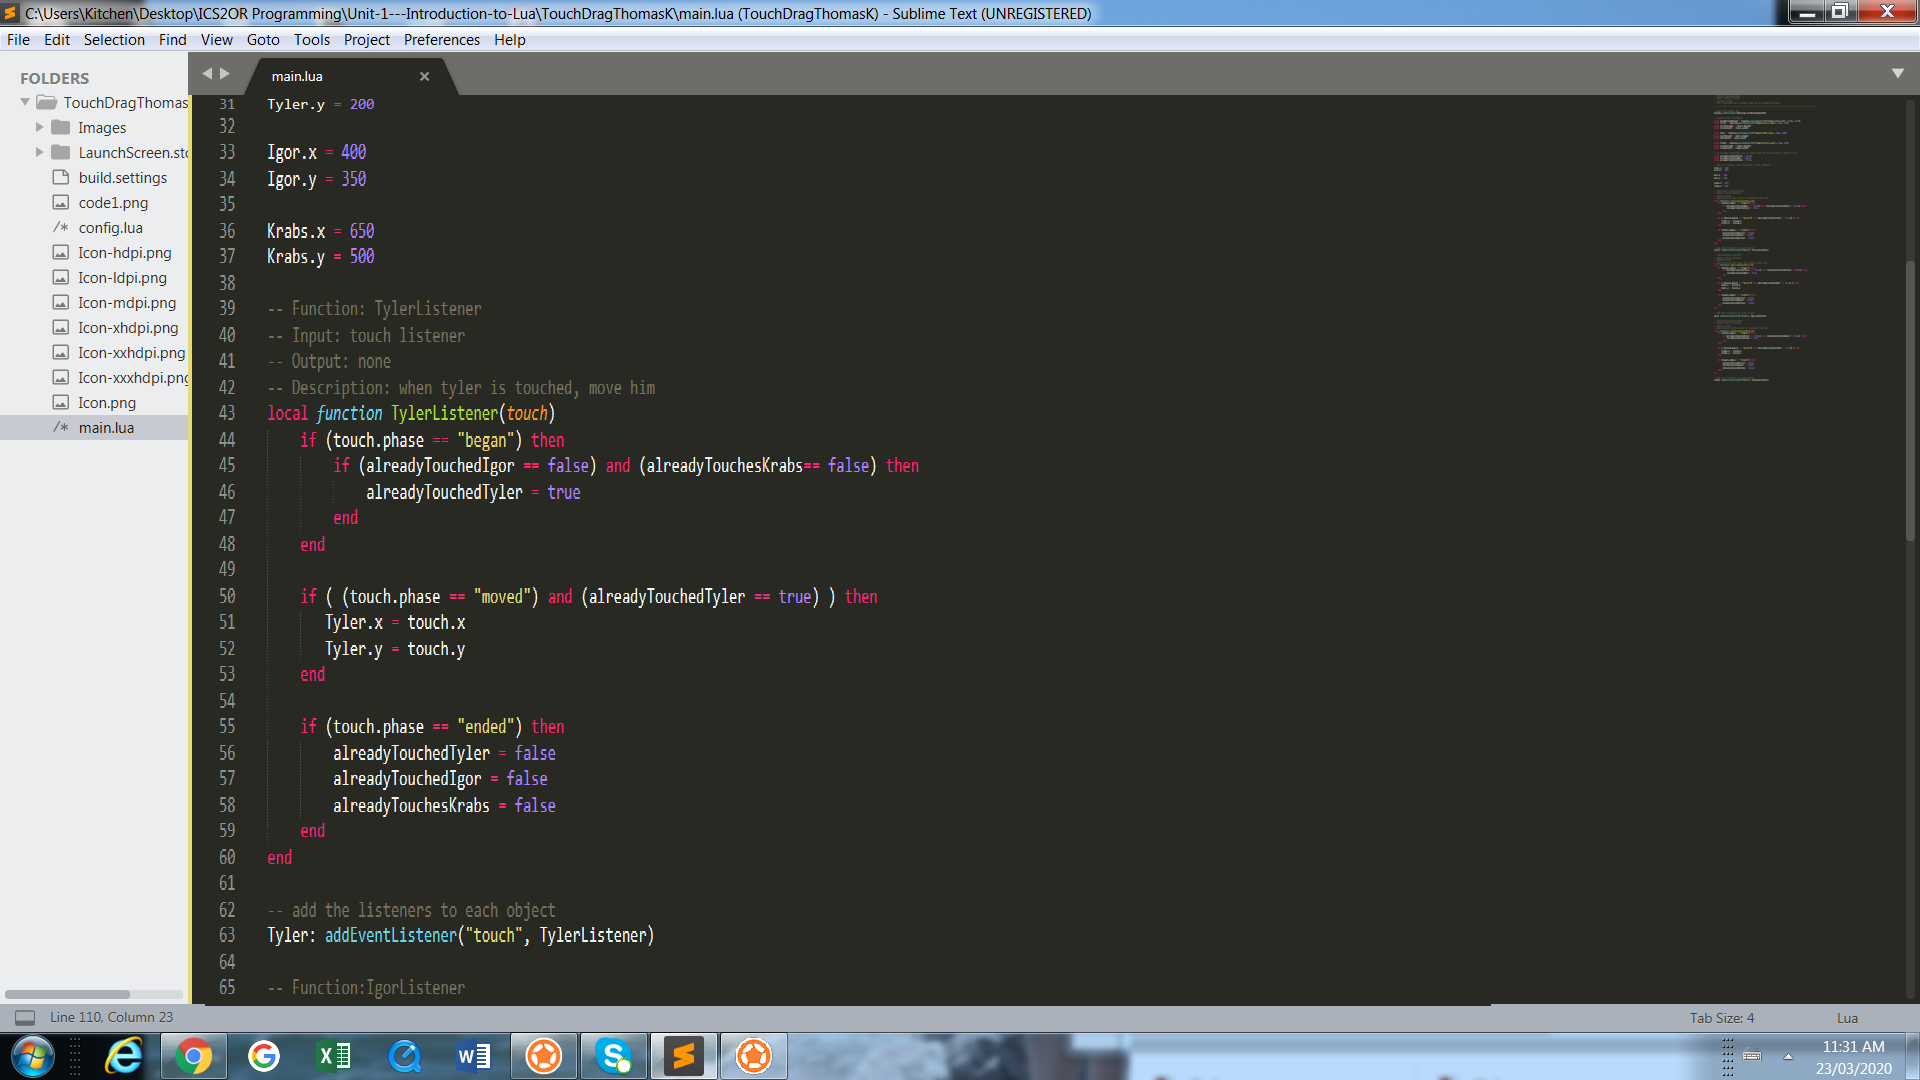 C:\Users\Kitchen\Desktop\ICS2OR Programming\Unit-1---Introduction-to-Lua\TouchDragThomasK\main.lua (TouchDragThomasK) - Sublime Text (UNREGISTERED)
File Edit Selection Find View Goto Tools Project Preferences Help
FOLDERS
TouchDragThomas
Images
LaunchScreen.sto
build.settings
code1.png
/* config.lua
Icon-hdpi.png
Icon-ldpi.png
Icon-mdpi.png
Icon-xhdpi.png
Icon-xxhdpi.png
Icon-xxxhdpi.png
Icon.png
/* main.lua
main.lua
31 Tyler.y = 200
32
33 Igor.x = 400
34 Igor.y = 350
35
36 Krabs.x = 650
37 Krabs.y = 500
38
39 -- Function: TylerListener
40 -- Input: touch listener
41 -- Output: none
42 -- Description: when tyler is touched, move him
43 local function TylerListener(touch)
44 if (touch.phase == "began") then
45 if (alreadyTouchedIgor == false) and (alreadyTouchesKrabs== false) then
46 alreadyTouchedTyler = true
47 end
48 end
49
50 if ( (touch.phase == "moved") and (alreadyTouchedTyler == true) ) then
51 Tyler.x = touch.x
52 Tyler.y = touch.y
53 end
54
55 if (touch.phase == "ended") then
56 alreadyTouchedTyler = false
57 alreadyTouchedIgor = false
58 alreadyTouchesKrabs = false
59 end
60 end
61
62 -- add the listeners to each object
63 Tyler: addEventListener("touch", TylerListener)
64
65 -- Function:IgorListener
Line 110, Column 23
Tab Size: 4
Lua
11:31 AM
23/03/2020